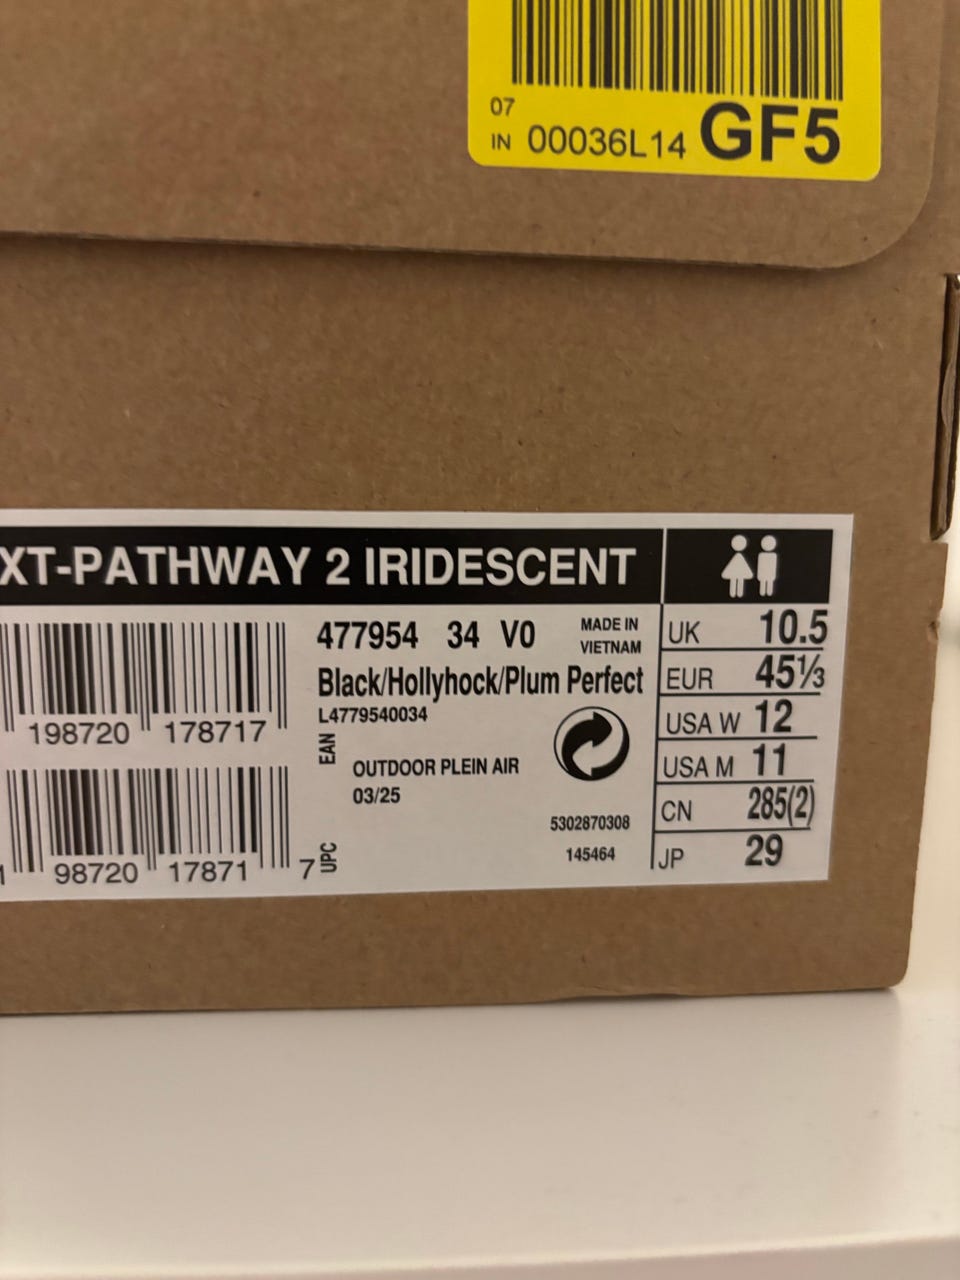 07
IN 00036L14 GF5
XT-PATHWAY 2 IRIDESCENT
477954 34 V0
MADE IN
VIETNAM
Black/Hollyhock/Plum Perfect
L4779540034
198720 178717
EAN
OUTDOOR PLEIN AIR
03/25
5302870308
145464
1 98720 17871 7
UPC
UK 10.5
EUR 45⅓
USA W 12
USA M 11
CN 285(2)
JP 29